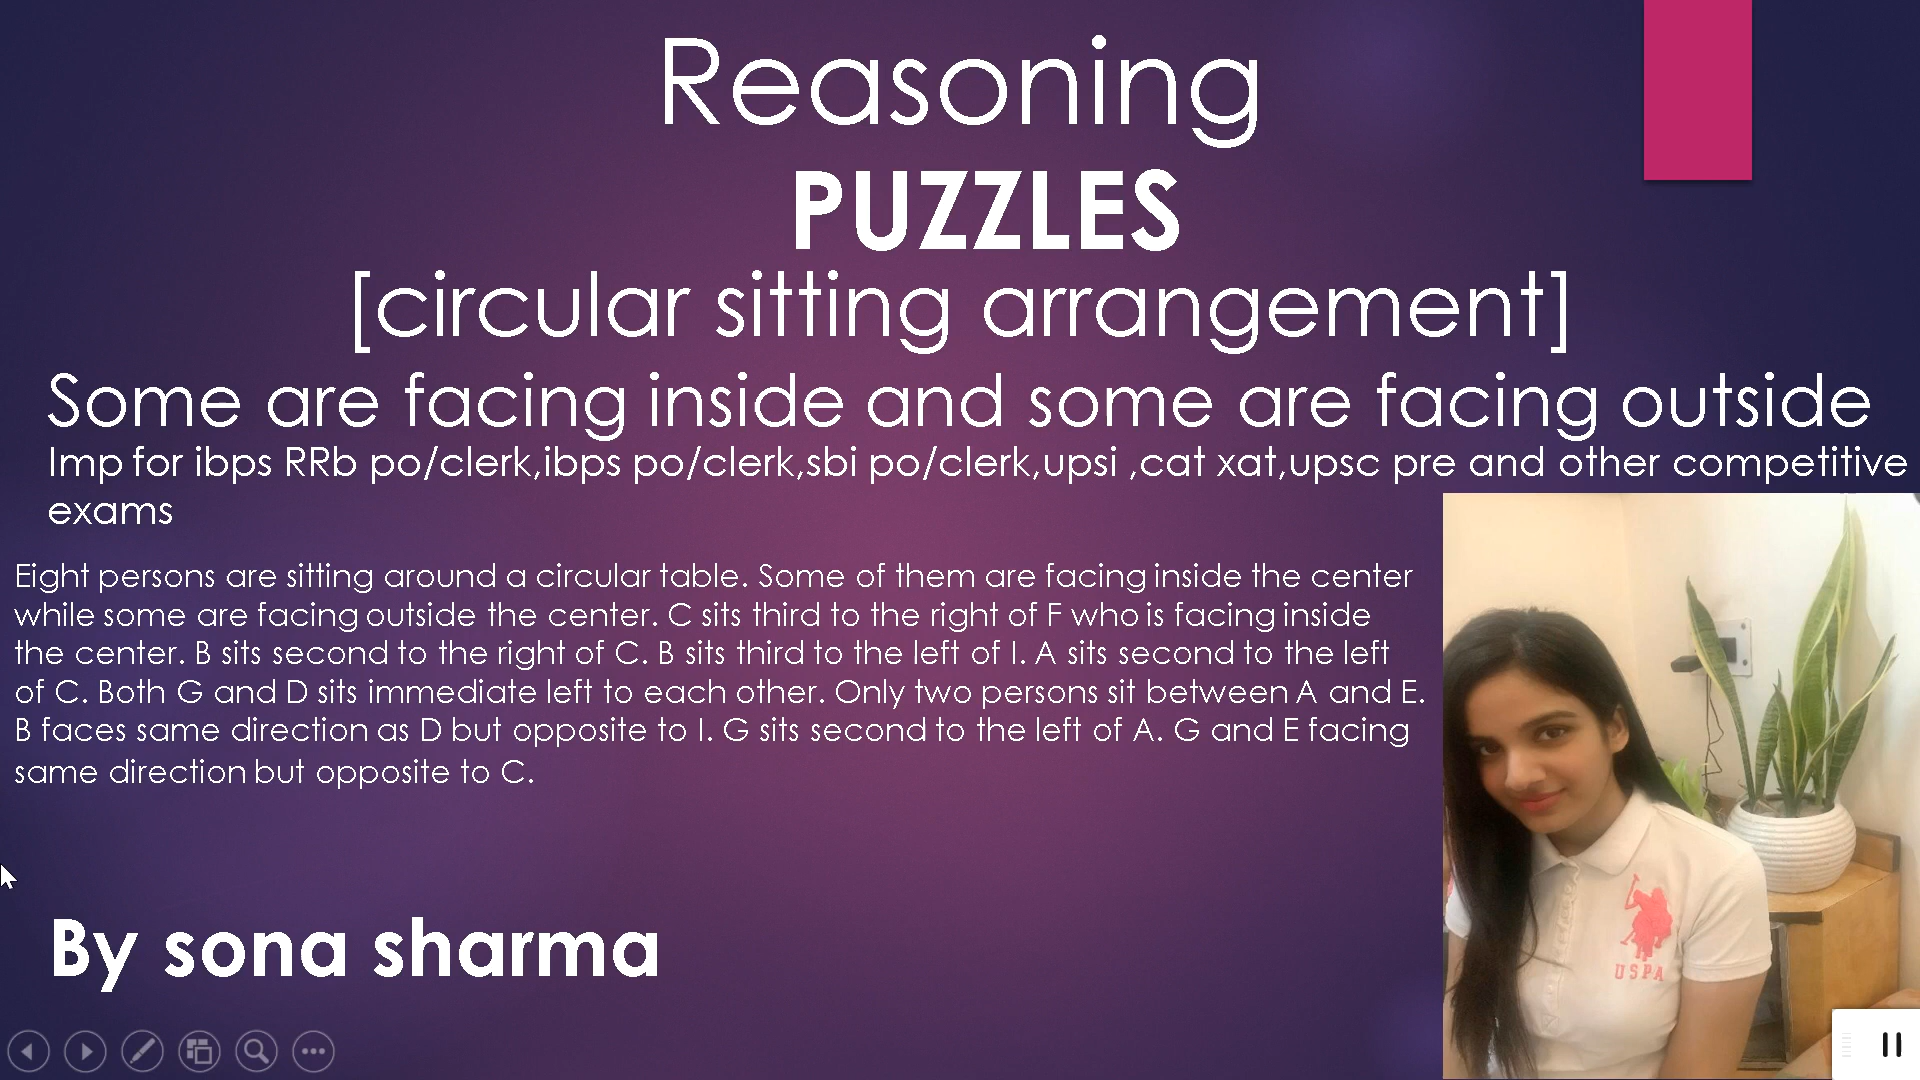 Reasoning
PUZZLES
[circular sitting arrangement]
Some are facing inside and some are facing outside
Imp for ibps RRb po/clerk,ibps po/clerk,sbi po/clerk,upsi ,cat xat,upsc pre and other competitive
exams
Eight persons are sitting around a circular table. Some of them are facing inside the center
while some are facing outside the center. C sits third to the right of F who is facing inside
the center. B sits second to the right of C. B sits third to the left of I. A sits second to the left
of C. Both G and D sits immediate left to each other. Only two persons sit between A and E.
B faces same direction as D but opposite to I. G sits second to the left of A. G and E facing
same direction but opposite to C.
USPA
By sona sharma